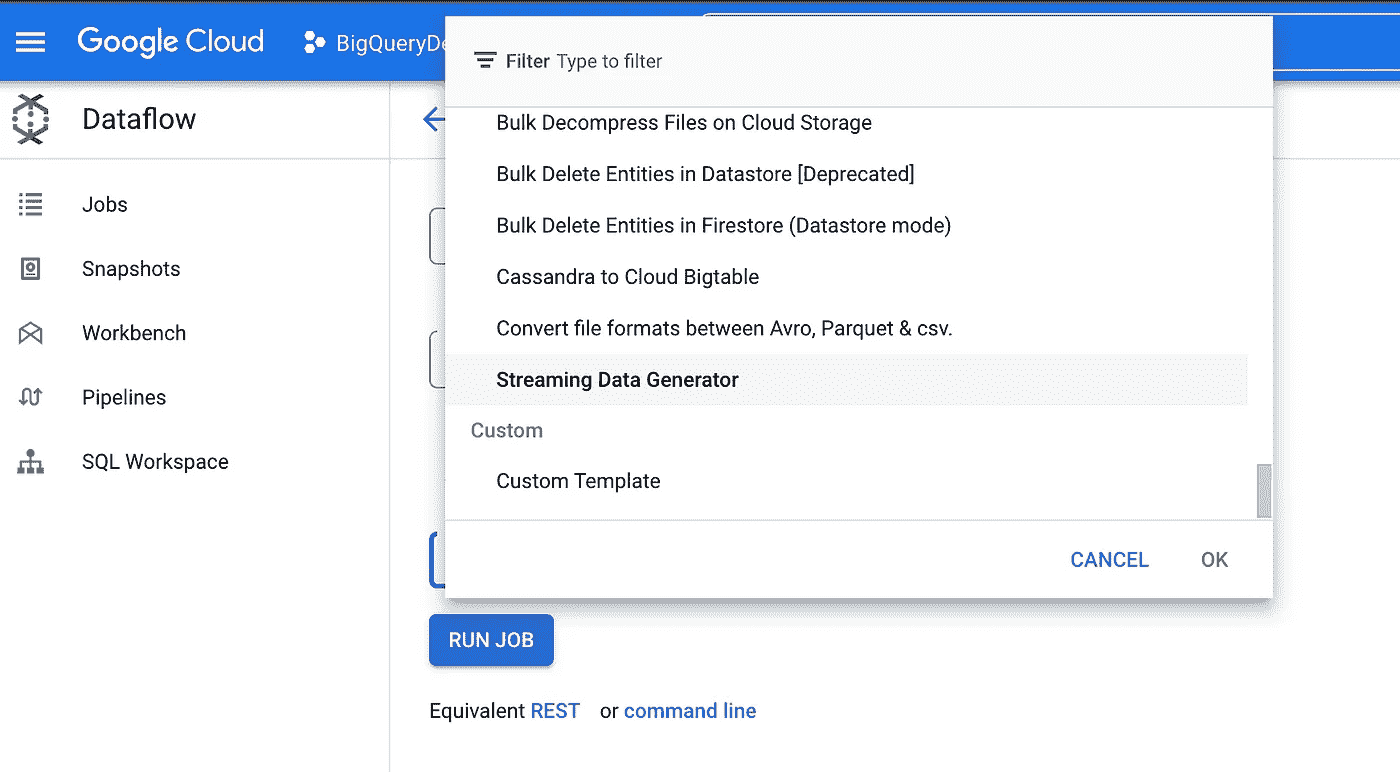 Google Cloud
BigQueryDe
Filter Type to filter
Dataflow
Jobs
Snapshots
Workbench
Pipelines
SQL Workspace
Bulk Decompress Files on Cloud Storage
Bulk Delete Entities in Datastore [Deprecated]
Bulk Delete Entities in Firestore (Datastore mode)
Cassandra to Cloud Bigtable
Convert file formats between Avro, Parquet & csv.
Streaming Data Generator
Custom
Custom Template
CANCEL OK
RUN JOB
Equivalent REST or command line